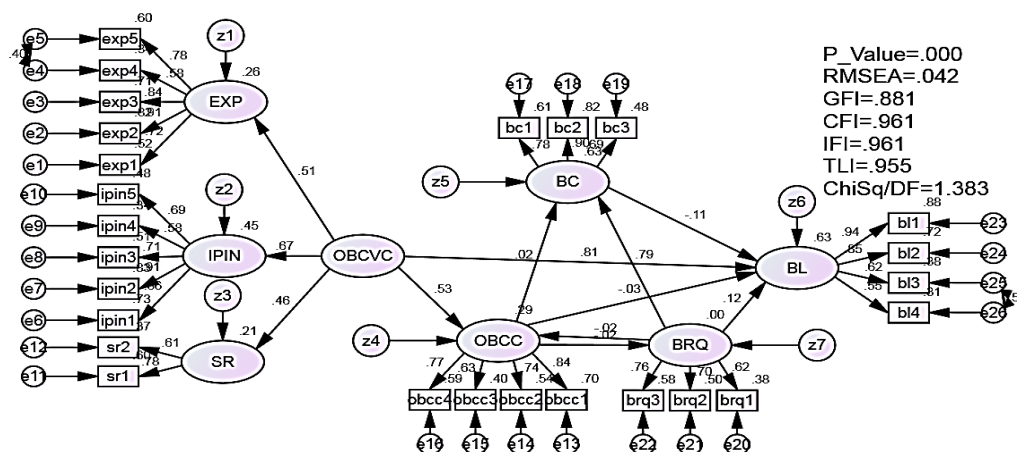 P_Value=.000
RMSEA=.042
GFI=.881
CFI=.961
IFI=.961
TLI=.955
ChiSq/DF=1.383
z1
.26
EXP
e5
exp5
.60
.78
e4
exp4
.58
.40
e3
exp3
.84
e2
exp2
e1
exp1
.72
.52
.51
z2
.45
IPIN
e10
ipin5
.48
.69
e9
ipin4
.58
e8
ipin3
.71
e7
ipin2
.91
e6
ipin1
.73
.67
OBCVC
z3
.21
SR
e12
sr2
.61
e11
sr1
.78
.46
.53
e17
e18
e19
.61
.82
.48
bc1
bc2
bc3
.78
.90
.69
.63
z5
BC
-.11
.02
.81
.79
z6
.63
BL
.88
bl1
e23
.94
.72
bl2
e24
.85
bl3
e25
.62
bl4
e26
.55
-.03
.12
.00
.29
z4
OBCC
-.02
BRQ
z7
.77
.63
.74
.84
.59
.40
.54
.70
obcc4
obcc3
obcc2
obcc1
e16
e15
e14
e13
.76
.70
.62
.58
.50
.38
brq3
brq2
brq1
e22
e21
e20